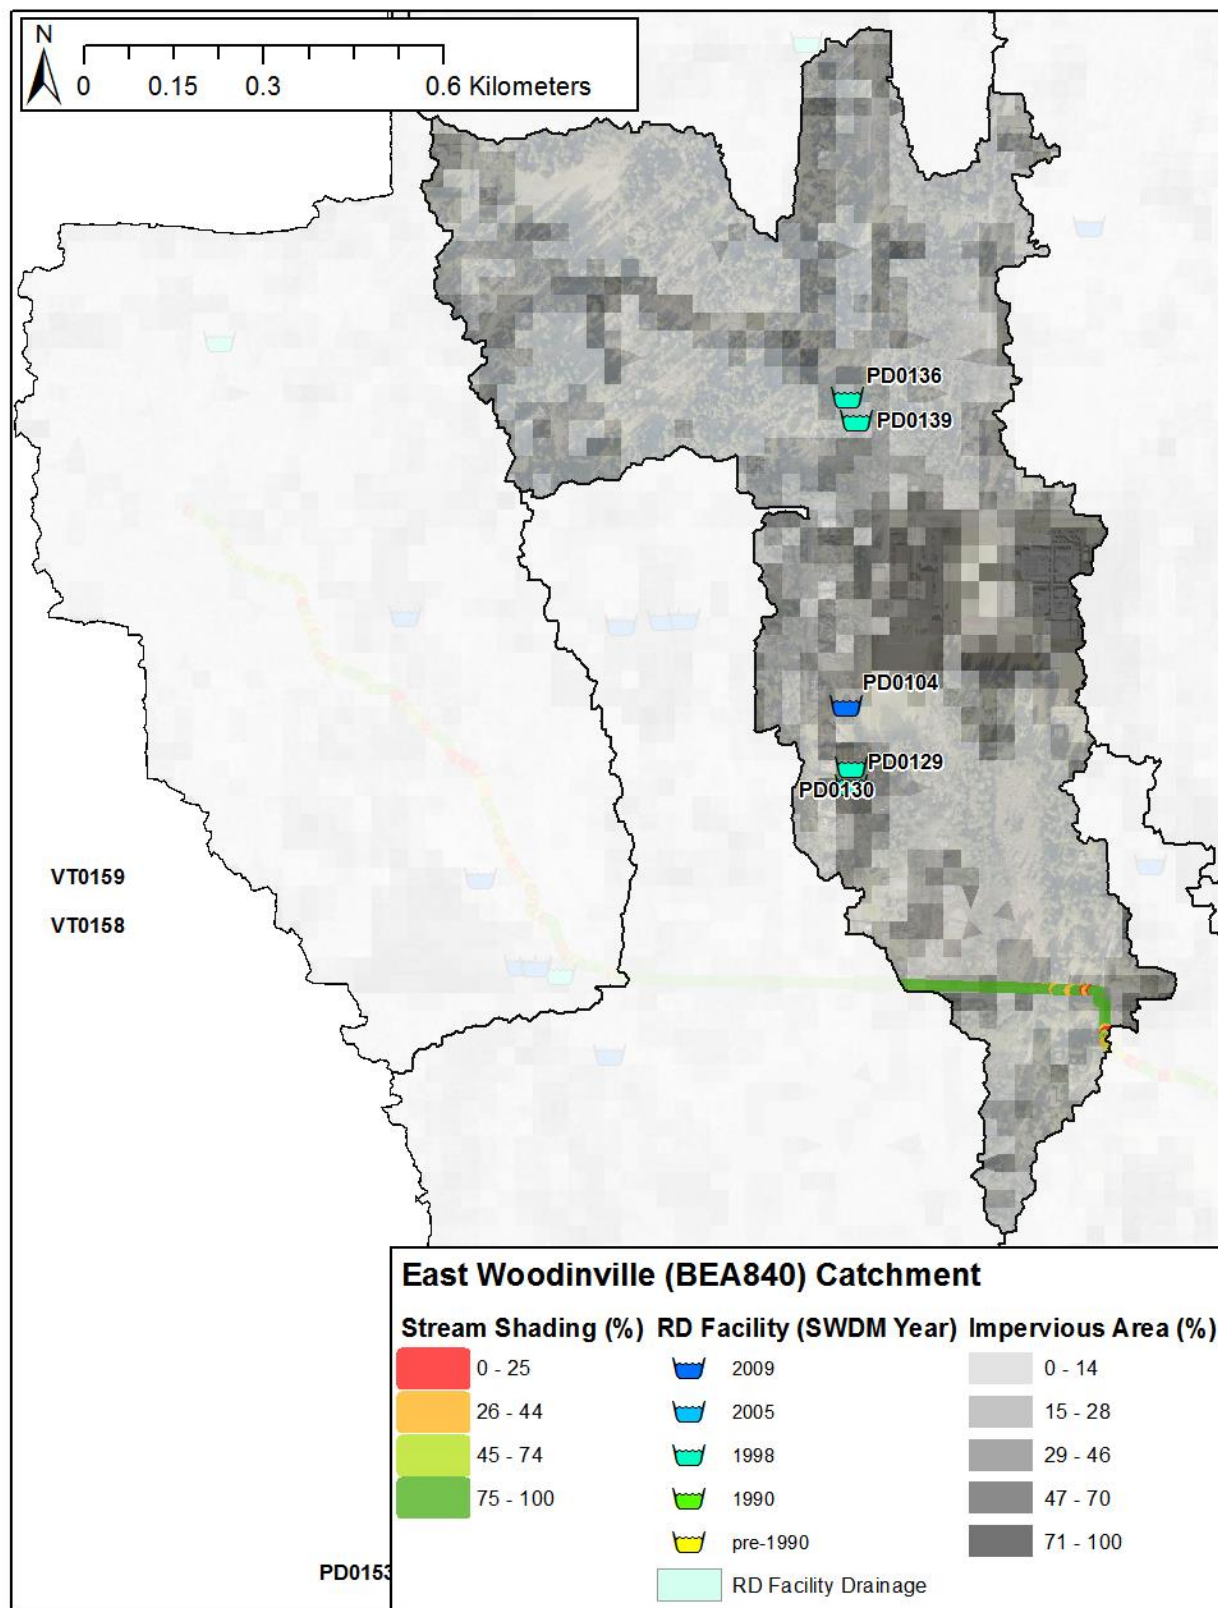 N
0 0.15 0.3 0.6 Kilometers
PD0136
PD0139
PD0104
PD0129
PD0130
VT0159
VT0158
East Woodinville (BEA840) Catchment
Stream Shading (%) RD Facility (SWDM Year) Impervious Area (%)
0 - 25 2009 0 - 14
26 - 44 2005 15 - 28
45 - 74 1998 29 - 46
75 - 100 1990 47 - 70
pre-1990 71 - 100
PD0153 RD Facility Drainage